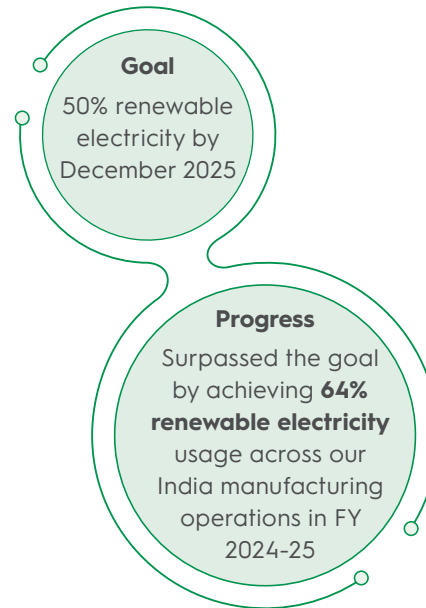 Goal
50% renewable
electricity by
December 2025
Progress
Surpassed the goal
by achieving 64%
renewable electricity
usage across our
India manufacturing
operations in FY
2024-25